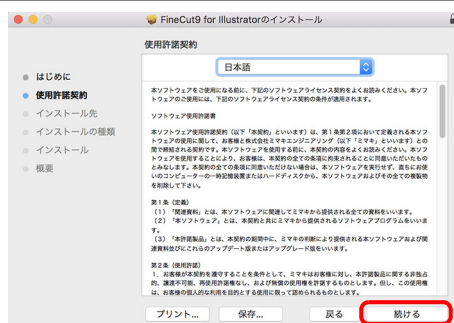 FineCut9 for Illustratorのインストール
使用許諾契約
日本語
はじめに
使用許諾契約
インストール先
インストールの種類
インストール
概要
本ソフトウェアをご使用になる前に、下記のソフトウェアライセンス契約をよくお読みください。本ソフ
トウェアのご使用には、下記のソフトウェアライセンス契約の条件が適用されます。
ソフトウェア使用許諾書
本ソフトウェア使用許諾契約（以下「本契約」といいます）は、第１条第２項において定義される本ソフ
トウェアの使用に関して、お客様と株式会社ミマキエンジニアリング（以下「ミマキ」といいます）との
間で締結される契約です。本ソフトウェアを使用する前に、本契約の内容をよくお読みください。本ソフ
トウェアを使用することにより、お客様は、本契約の全ての条項に拘束されることに同意いただいたもの
とみなします。本契約の全ての条項に同意いただけない場合は、本ソフトウェアを実行せず、直ちにお使
いのコンピューターの一時記憶装置またはハードディスクから、本ソフトウェアおよびその全ての複製物
を削除して下さい。
第１条（定義）
（１）「関連資料」とは、本ソフトウェアに関連してミマキから提供される全ての資料をいいます。
（２）「本ソフトウェア」とは、本契約と共にミマキから提供されるソフトウェアプログラムをいいま
す。
（３）「本許諾製品」とは、本契約の期間中に、ミマキの判断により提供される本ソフトウェアおよび関
連資料並びにこれらのアップデート版またはアップグレード版をいいます。
第２条（使用許諾）
１．お客様が本契約を遵守することを条件として、ミマキはお客様に対し、本許諾製品に関する非独占
的、譲渡不可能、再使用許諾権なし、および無償の使用権を許諾するものとします。但し、この使用権
は、お客様の個人的な利用を目的とする使用に限って認められるものとします。
プリント... 保存... 戻る 続ける